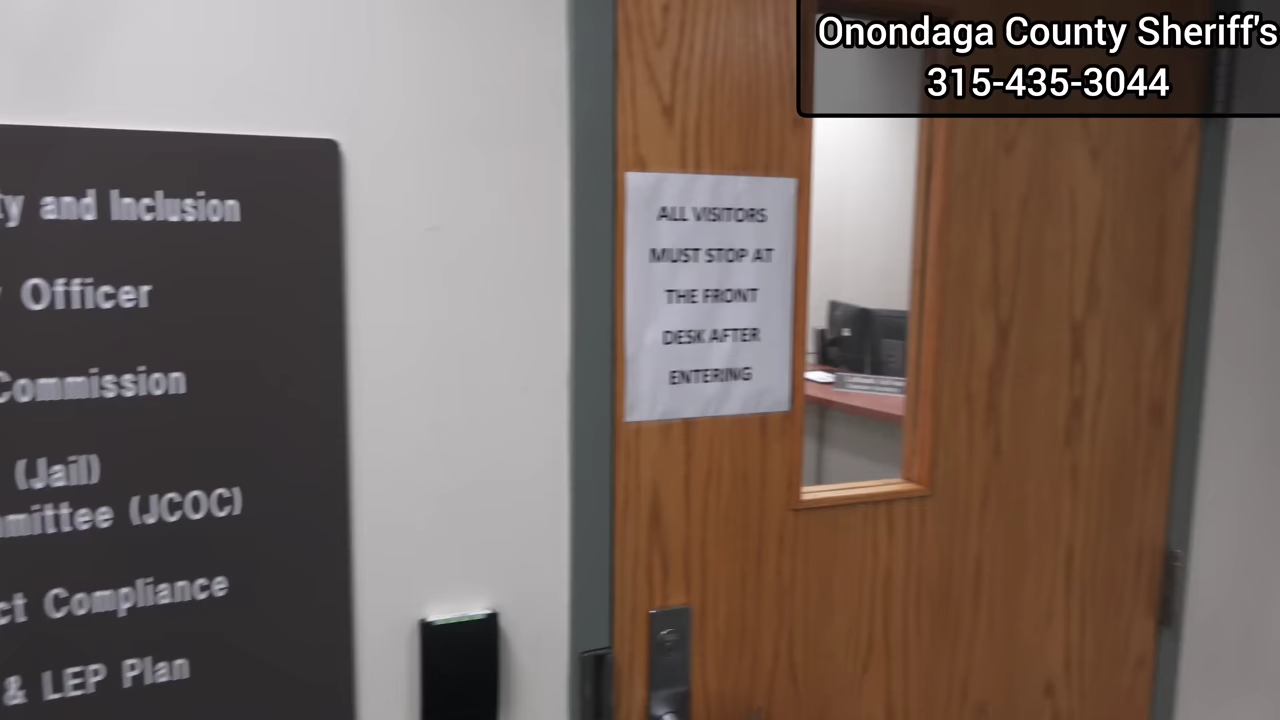 Onondaga County Sheriff's
315-435-3044
ty and Inclusion
Officer
Commission
(Jail)
mmittee (JCOC)
ct Compliance
& LEP Plan
ALL VISITORS
MUST STOP AT
THE FRONT
DESK AFTER
ENTERING